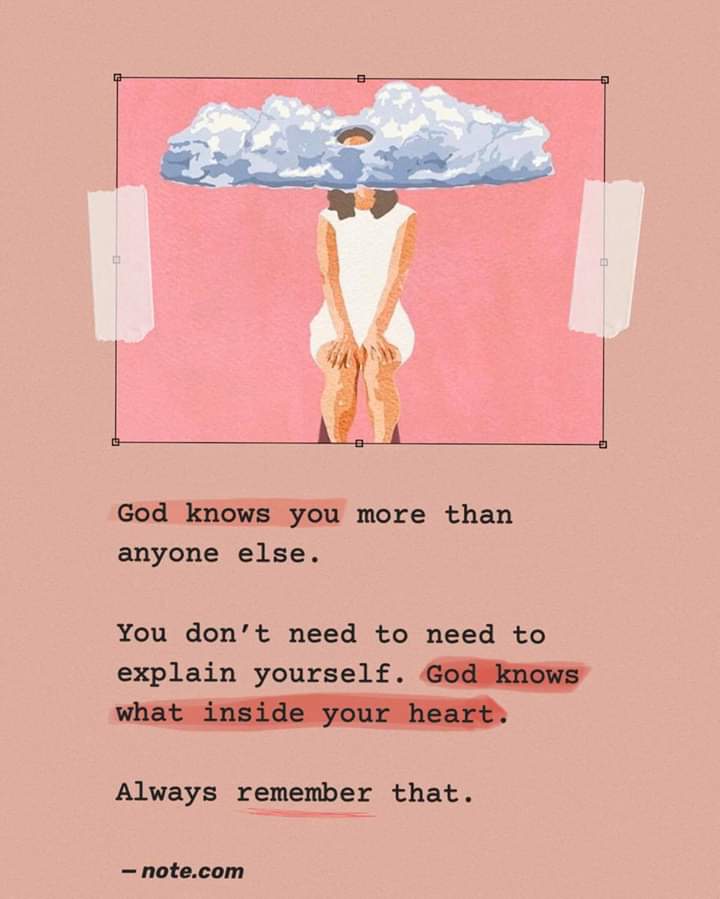 God knows you more than
anyone else.
You don’t need to need to
explain yourself. God knows
what inside your heart.
Always remember that.
– note.com